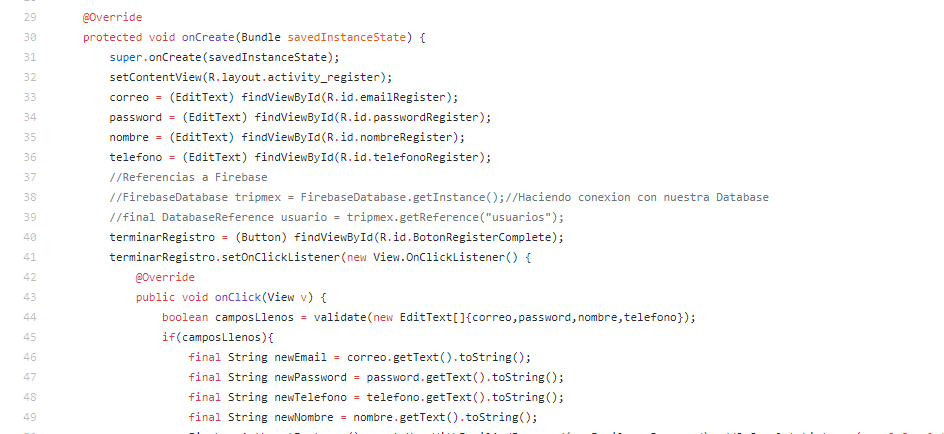 29 @Override
30 protected void onCreate(Bundle savedInstanceState) {
31 super.onCreate(savedInstanceState);
32 setContentView(R.layout.activity_register);
33 correo = (EditText) findViewById(R.id.emailRegister);
34 password = (EditText) findViewById(R.id.passwordRegister);
35 nombre = (EditText) findViewById(R.id.nombreRegister);
36 telefono = (EditText) findViewById(R.id.telefonoRegister);
37 //Referencias a Firebase
38 //FirebaseDatabase tripmex = FirebaseDatabase.getInstance();//Haciendo conexion con nuestra Database
39 //final DatabaseReference usuario = tripmex.getReference("usuarios");
40 terminarRegistro = (Button) findViewById(R.id.BotonRegisterComplete);
41 terminarRegistro.setOnClickListener(new View.OnClickListener() {
42 @Override
43 public void onClick(View v) {
44 boolean camposLlenos = validate(new EditText[]{correo,password,nombre,telefono});
45 if(camposLlenos){
46 final String newEmail = correo.getText().toString();
47 final String newPassword = password.getText().toString();
48 final String newTelefono = telefono.getText().toString();
49 final String newNombre = nombre.getText().toString();